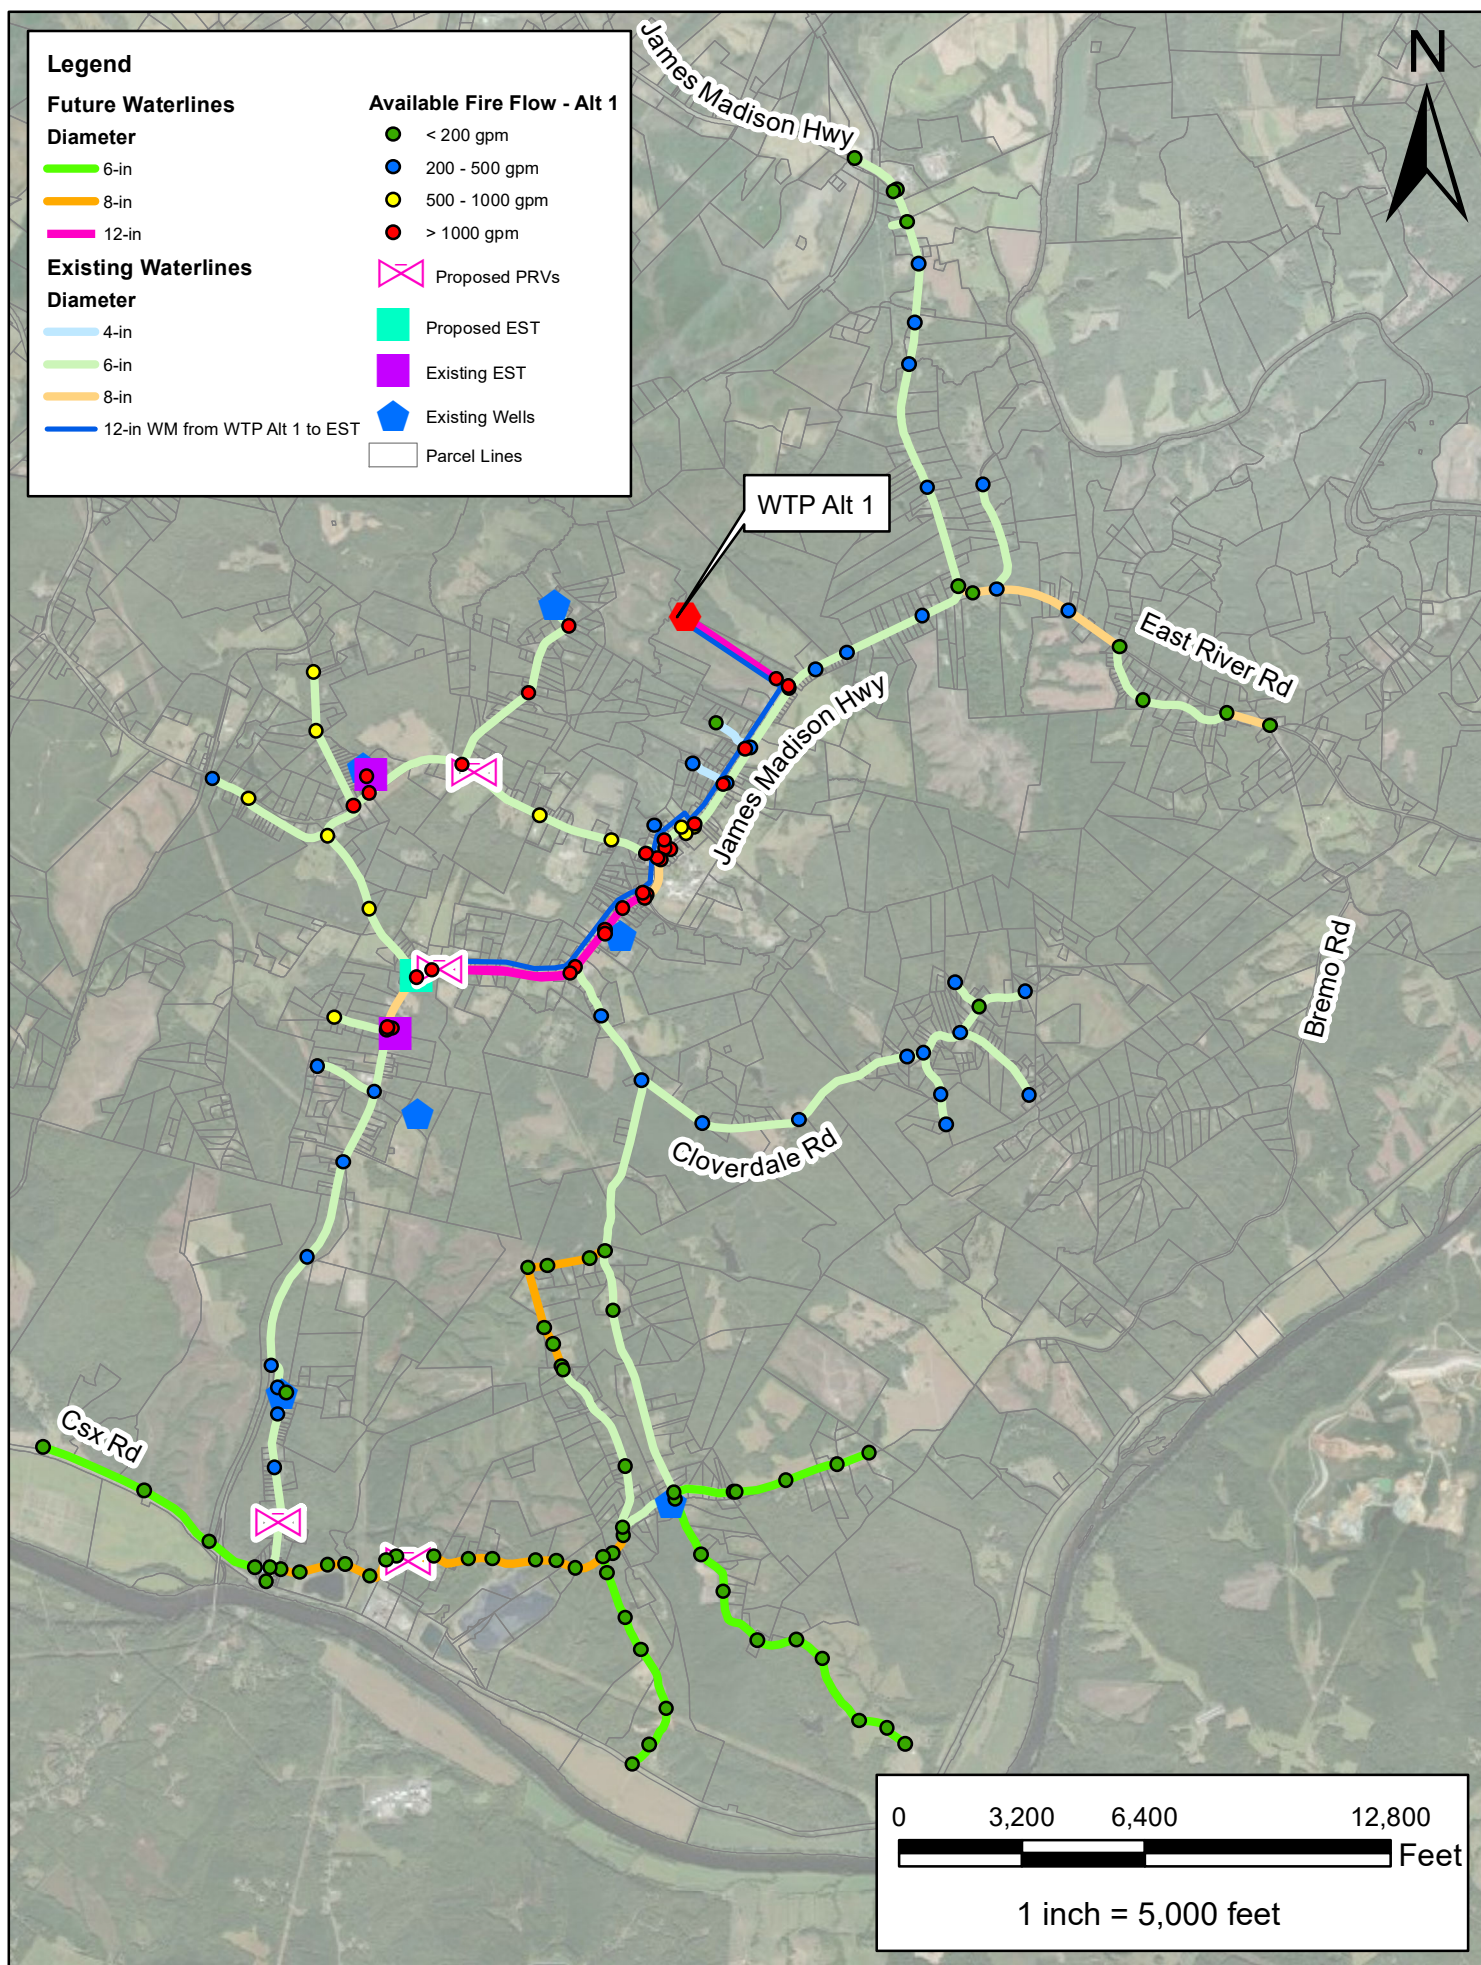 Legend
Future Waterlines
Diameter
6-in
8-in
12-in
Existing Waterlines
Diameter
4-in
6-in
8-in
12-in WM from WTP Alt 1 to EST
Available Fire Flow - Alt 1
< 200 gpm
200 - 500 gpm
500 - 1000 gpm
> 1000 gpm
Proposed PRVs
Proposed EST
Existing EST
Existing Wells
Parcel Lines
James Madison Hwy
N
WTP Alt 1
East River Rd
James Madison Hwy
Bremo Rd
Cloverdale Rd
Csx Rd
0 3,200 6,400 12,800
Feet
1 inch = 5,000 feet